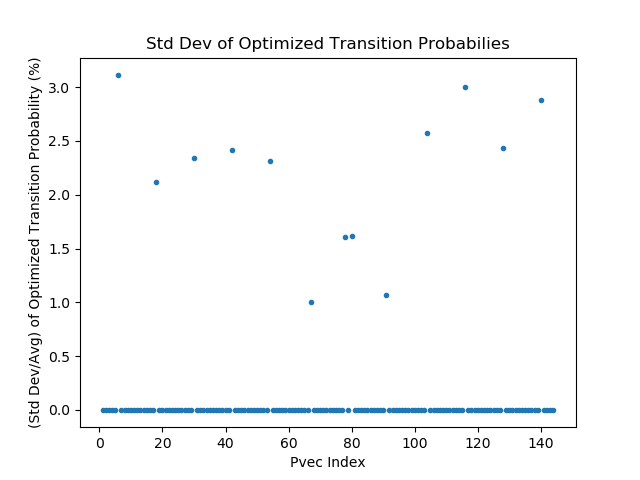 Std Dev of Optimized Transition Probabilies
(Std Dev/Avg) of Optimized Transition Probability (%)
3.0
2.5
2.0
1.5
1.0
0.5
0.0
0 20 40 60 80 100 120 140
Pvec Index